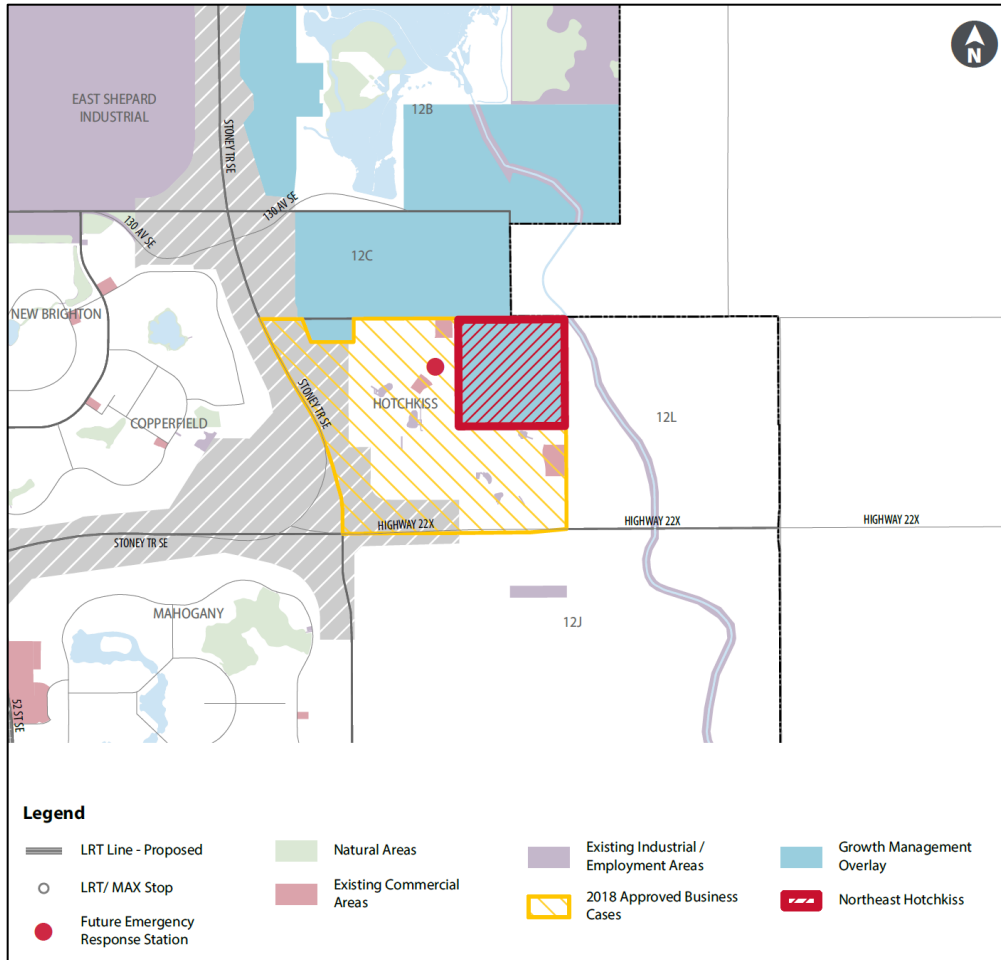 N
EAST SHEPARD
INDUSTRIAL
12B
STONEY TR SE
130 AV SE
130 AV SE
12C
NEW BRIGHTON
STONEY TR SE
HOTCHKISS
12L
COPPERFIELD
HIGHWAY 22X
HIGHWAY 22X
HIGHWAY 22X
STONEY TR SE
MAHOGANY
12J
52 ST SE
Legend
LRT Line - Proposed
LRT/ MAX Stop
Future Emergency
Response Station
Natural Areas
Existing Commercial
Areas
Existing Industrial /
Employment Areas
2018 Approved Business
Cases
Growth Management
Overlay
Northeast Hotchkiss